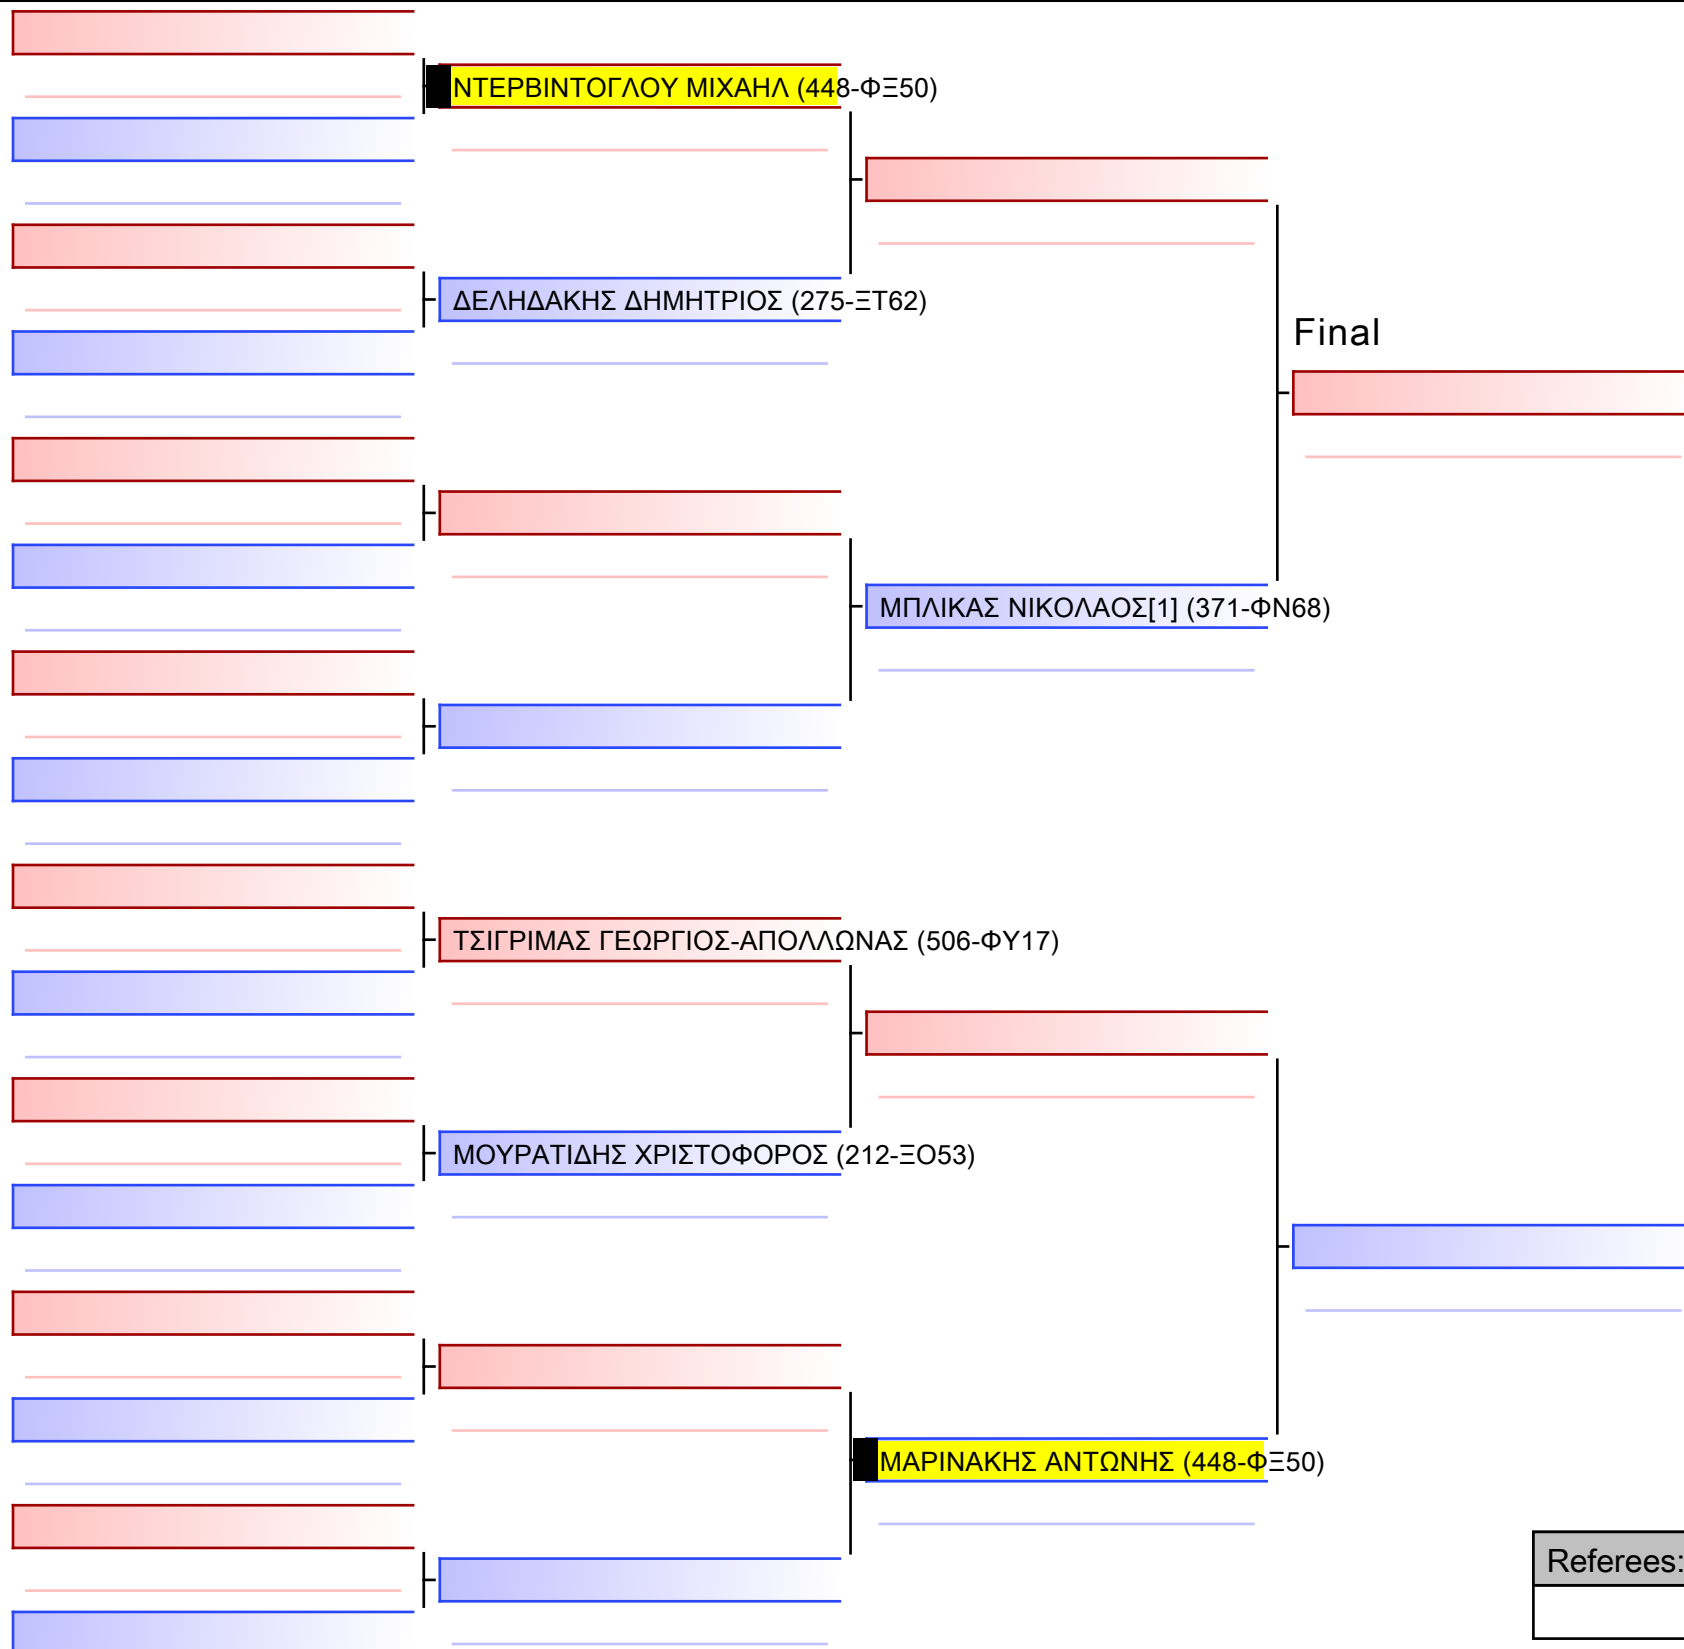 ΝΤΕΡΒΙΝΤΟΓΛΟΥ ΜΙΧΑΗΛ (448-ΦΞ50)
ΔΕΛΗΔΑΚΗΣ ΔΗΜΗΤΡΙΟΣ (275-ΞΤ62)
Final
ΜΠΛΙΚΑΣ ΝΙΚΟΛΑΟΣ[1] (371-ΦΝ68)
ΤΣΙΓΡΙΜΑΣ ΓΕΩΡΓΙΟΣ-ΑΠΟΛΛΩΝΑΣ (506-ΦΥ17)
ΜΟΥΡΑΤΙΔΗΣ ΧΡΙΣΤΟΦΟΡΟΣ (212-ΞΟ53)
ΜΑΡΙΝΑΚΗΣ ΑΝΤΩΝΗΣ (448-ΦΞ50)
Referees: